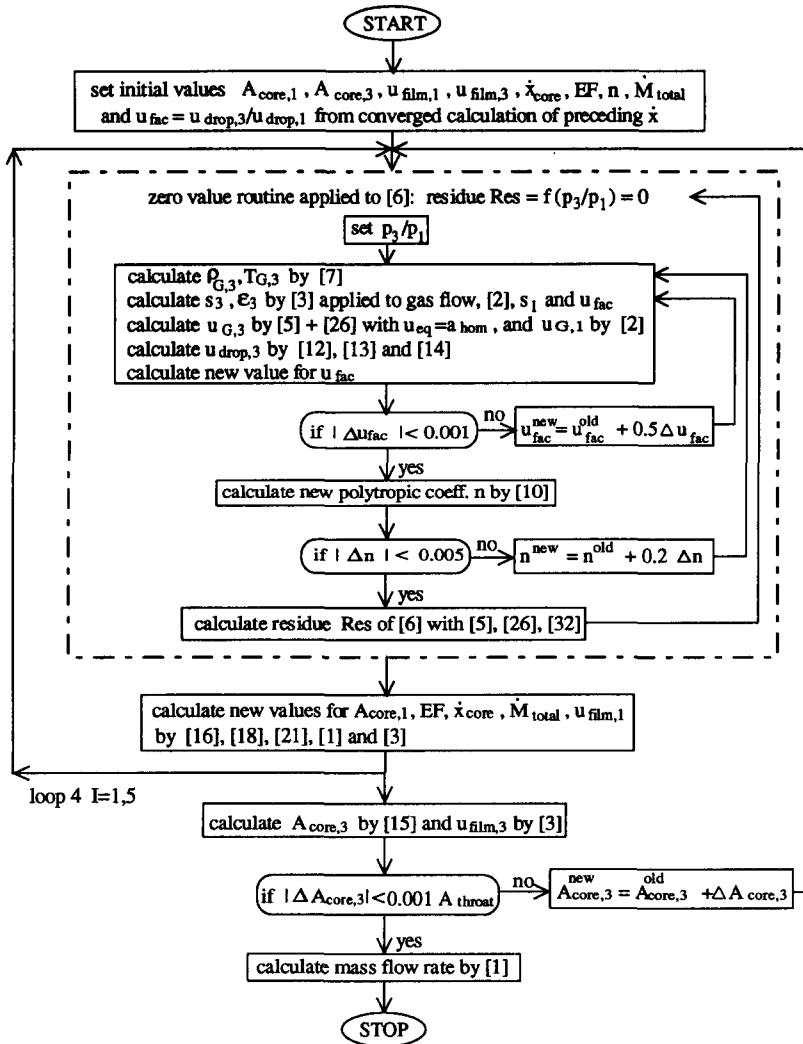 START
set initial values A core,1 , A core,3 , u film,1 , u film,3 , ẋ core , EF, n , Ṁ total
and u fac = u drop,3 /u drop,1 from converged calculation of preceding ẋ
zero value routine applied to [6]: residue Res = f (p3/p1) = 0
set p3/p1
calculate ρG,3 , TG,3 by [7]
calculate s3 , ε3 by [3] applied to gas flow, [2], s1 and u fac
calculate u G,3 by [5] + [26] with u eq = a hom , and u G,1 by [2]
calculate u drop,3 by [12], [13] and [14]
calculate new value for u fac
if | Δu fac | < 0.001
no
u fac new = u fac old + 0.5 Δ u fac
yes
calculate new polytropic coeff. n by [10]
if | Δn | < 0.005
no
n new = n old + 0.2 Δn
yes
calculate residue Res of [6] with [5], [26], [32]
calculate new values for A core,1 , EF, ẋ core , Ṁ total , u film,1
by [16], [18], [21], [1] and [3]
loop 4 I=1,5
calculate A core,3 by [15] and u film,3 by [3]
if | ΔA core,3 | < 0.001 A throat
no
A core,3 new = A core,3 old + Δ A core,3
yes
calculate mass flow rate by [1]
STOP